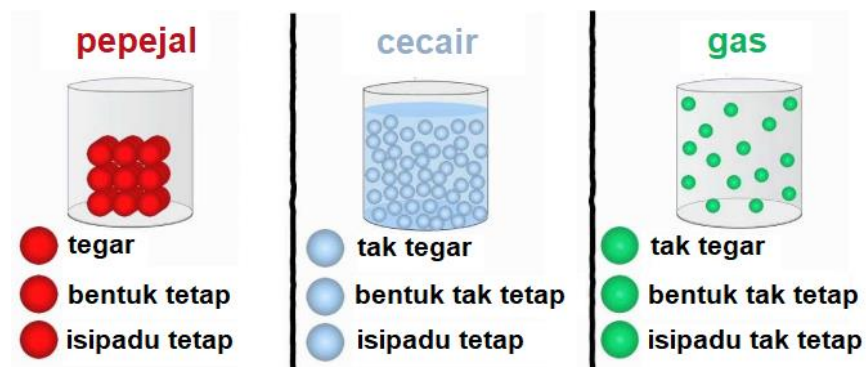 pepejal
tegar
bentuk tetap
isipadu tetap
cecair
tak tegar
bentuk tak tetap
isipadu tetap
gas
tak tegar
bentuk tak tetap
isipadu tak tetap